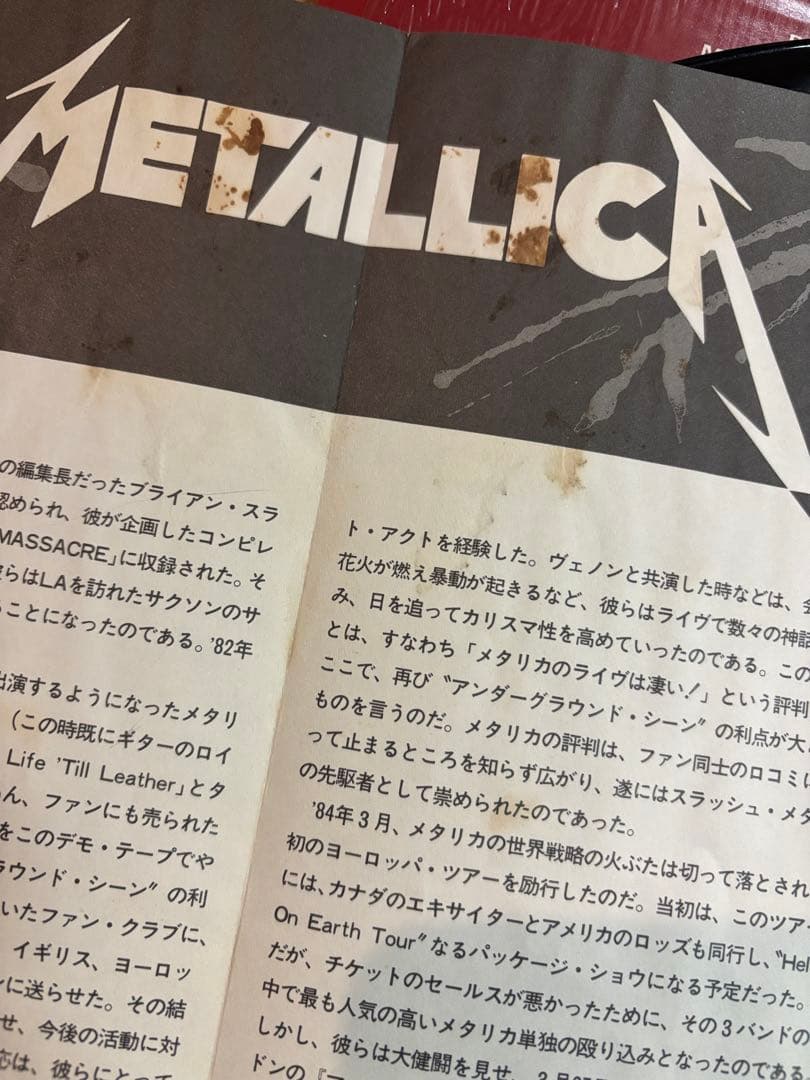 METALLICA
の編集長だったブライアン・スラ
認められ、彼が企画したコンピレ
MASSACRE」に収録された。そ
らはLAを訪れたサクソンのサ
ことになったのである。'82年
出演するようになったメタリ
(この時既にギターのロイ
Life 'Till Leather」とタ
ん、ファンにも売られた
をこのデモ・テープでや
ラウンド・シーン〟の利
いたファン・クラブに、
イギリス、ヨーロッ
ンに送らせた。その結
せ、今後の活動に対
応は、彼らにとって
ト・アクトを経験した。ヴェノンと共演した時などは、
花火が燃え暴動が起きるなど、彼らはライヴで数々の神話
み、日を追ってカリスマ性を高めていったのである。この
とは、すなわち「メタリカのライヴは凄い!」という評判
ここで、再び〝アンダーグラウンド・シーン〟の利点が大
ものを言うのだ。メタリカの評判は、ファン同士のロコミ
って止まるところを知らず広がり、遂にはスラッシュ・メタ
の先駆者として崇められたのであった。
'84年3月、メタリカの世界戦略の火ぶたは切って落とされ
初のヨーロッパ・ツアーを励行したのだ。当初は、このツアー
には、カナダのエキサイターとアメリカのロッズも同行し、〝Hel
On Earth Tour〟なるパッケージ・ショウになる予定だった。
だが、チケットのセールスが悪かったために、その3バンドの
中で最も人気の高いメタリカ単独の殴り込みとなったのである
しかし、彼らは大健闘を見せ、
ドンの『